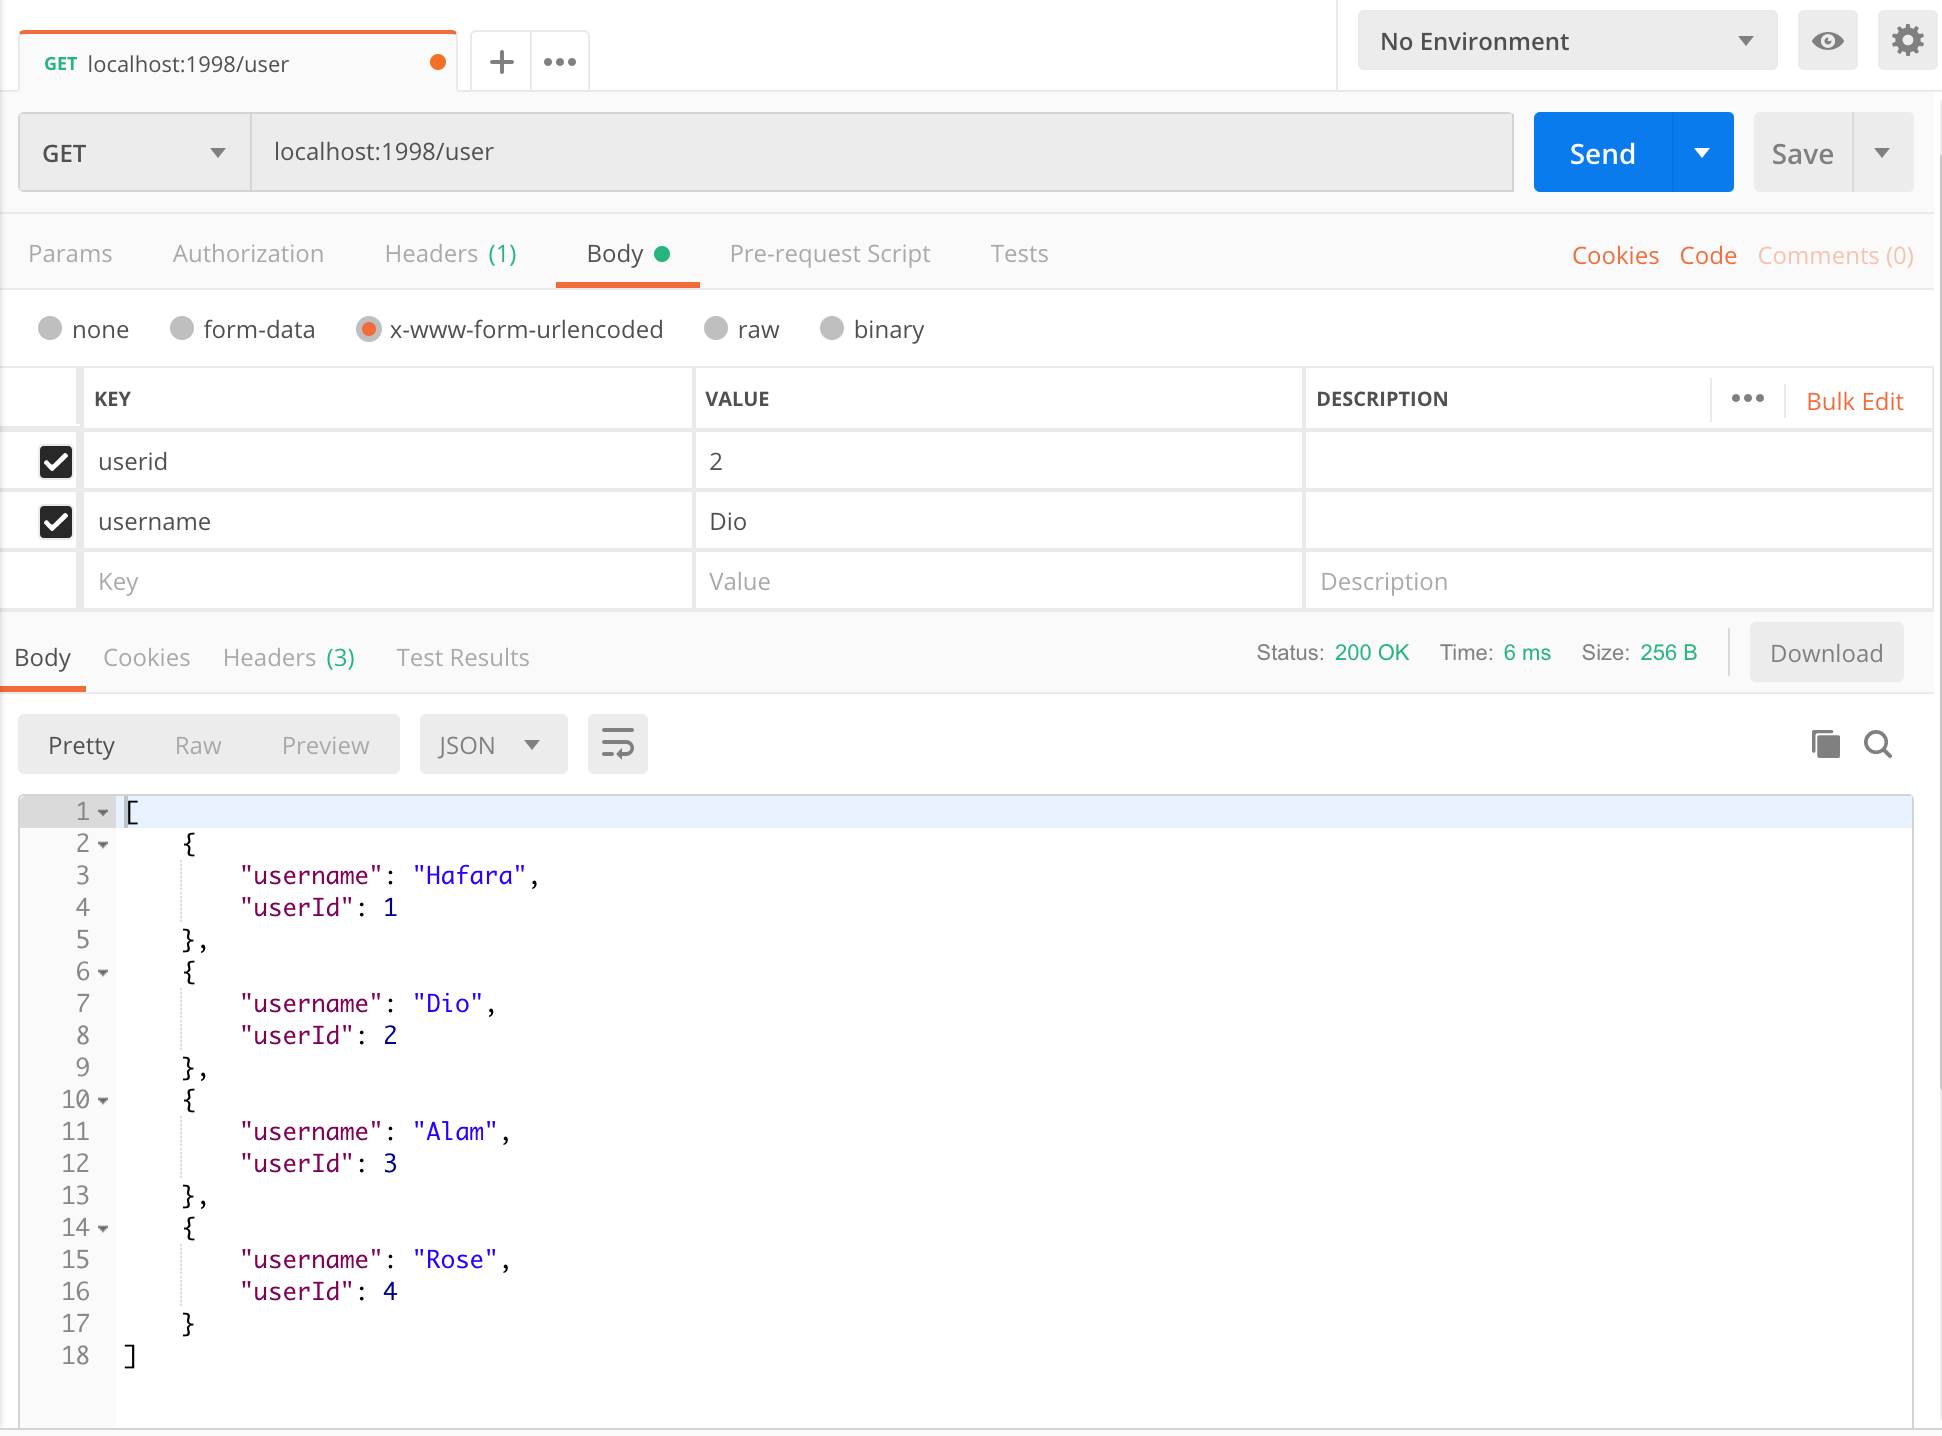 GET localhost:1998/user
No Environment
GET localhost:1998/user Send Save
Params Authorization Headers (1) Body Pre-request Script Tests Cookies Code Comments (0)
none form-data x-www-form-urlencoded raw binary
KEY VALUE DESCRIPTION Bulk Edit
userid 2
username Dio
Key Value Description
Body Cookies Headers (3) Test Results Status: 200 OK Time: 6 ms Size: 256 B Download
Pretty Raw Preview JSON
1 [
2 {
3 "username": "Hafara",
4 "userId": 1
5 },
6 {
7 "username": "Dio",
8 "userId": 2
9 },
10 {
11 "username": "Alam",
12 "userId": 3
13 },
14 {
15 "username": "Rose",
16 "userId": 4
17 }
18 ]